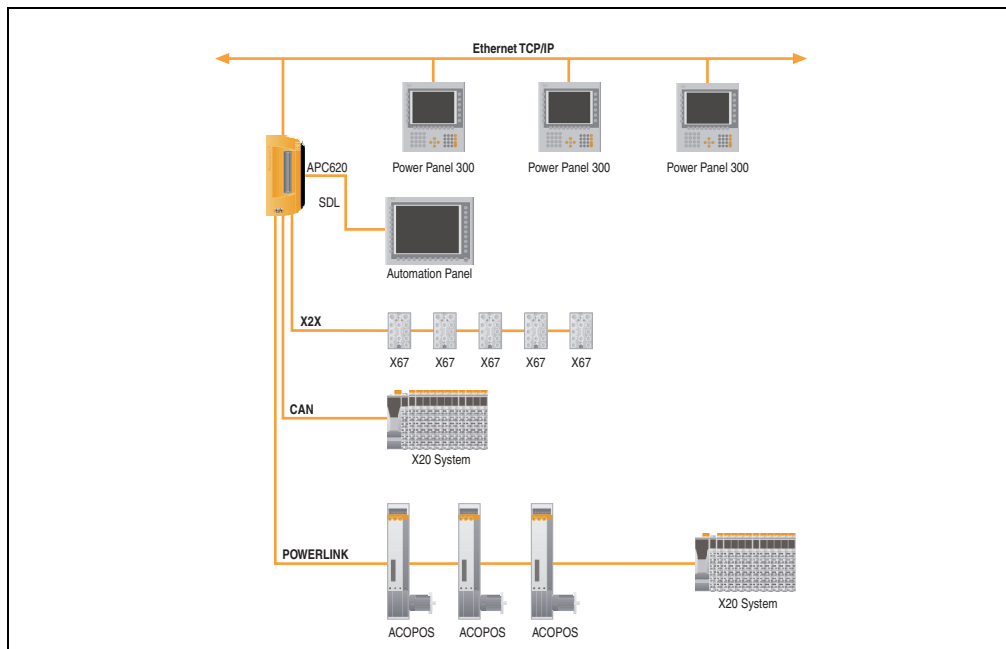 Ethernet TCP/IP
Power Panel 300
Power Panel 300
Power Panel 300
APC620
SDL
Automation Panel
X2X
X67
X67
X67
X67
X67
CAN
X20 System
POWERLINK
X20 System
ACOPOS
ACOPOS
ACOPOS